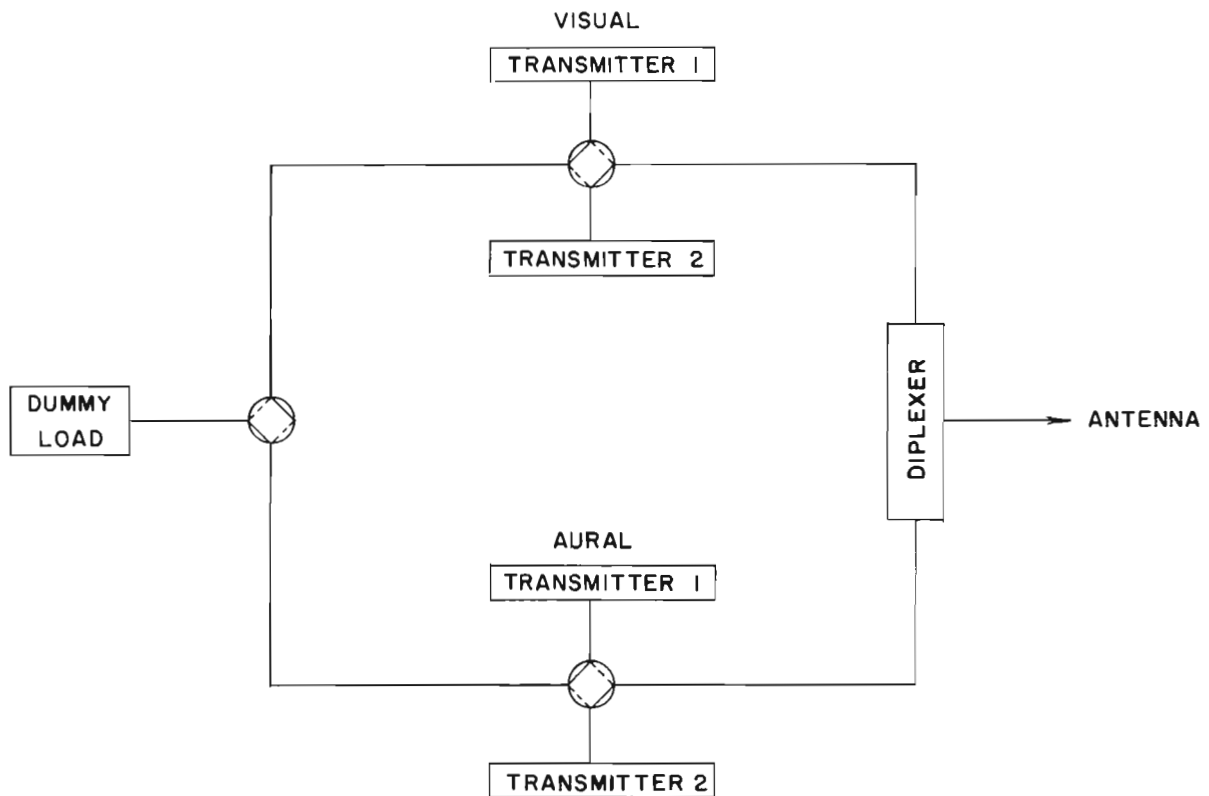 VISUAL
TRANSMITTER 1
TRANSMITTER 2
DUMMY
LOAD
DIPLEXER
ANTENNA
AURAL
TRANSMITTER 1
TRANSMITTER 2